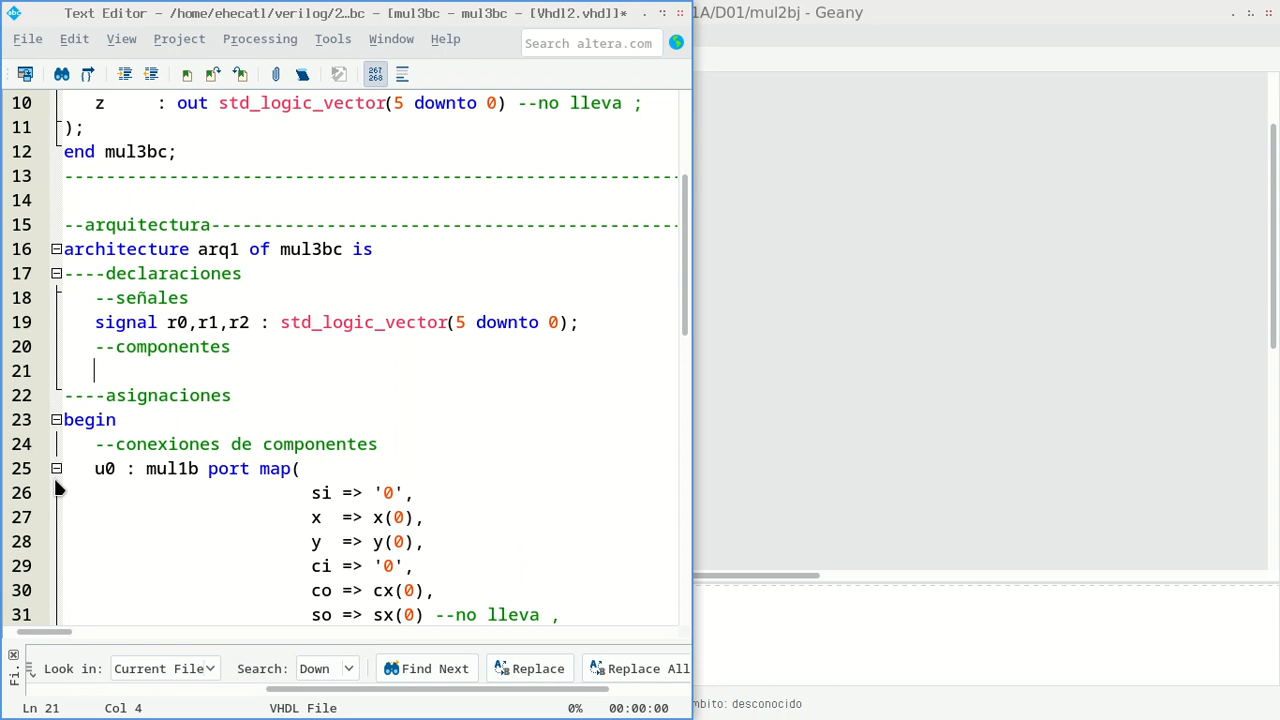 Text Editor – /home/ehecatl/verilog/2…bc – [mul3bc – mul3bc – [Vhdl2.vhd]]*
1A/D01/mul2bj - Geany
File Edit View Project Processing Tools Window Help
Search altera.com
267
268
10 z : out std_logic_vector(5 downto 0) --no lleva ;
11 );
12 end mul3bc;
13 -----------------------------------------------------------
14
15 --arquitectura---------------------------------------------
16 architecture arq1 of mul3bc is
17 ----declaraciones
18 --señales
19 signal r0,r1,r2 : std_logic_vector(5 downto 0);
20 --componentes
21
22 ----asignaciones
23 begin
24 --conexiones de componentes
25 u0 : mul1b port map(
26 si => '0',
27 x => x(0),
28 y => y(0),
29 ci => '0',
30 co => cx(0),
31 so => sx(0) --no lleva ,
Fi.
Look in: Current File Search: Down Find Next Replace Replace All
Ln 21 Col 4 VHDL File 0% 00:00:00
mbito: desconocido